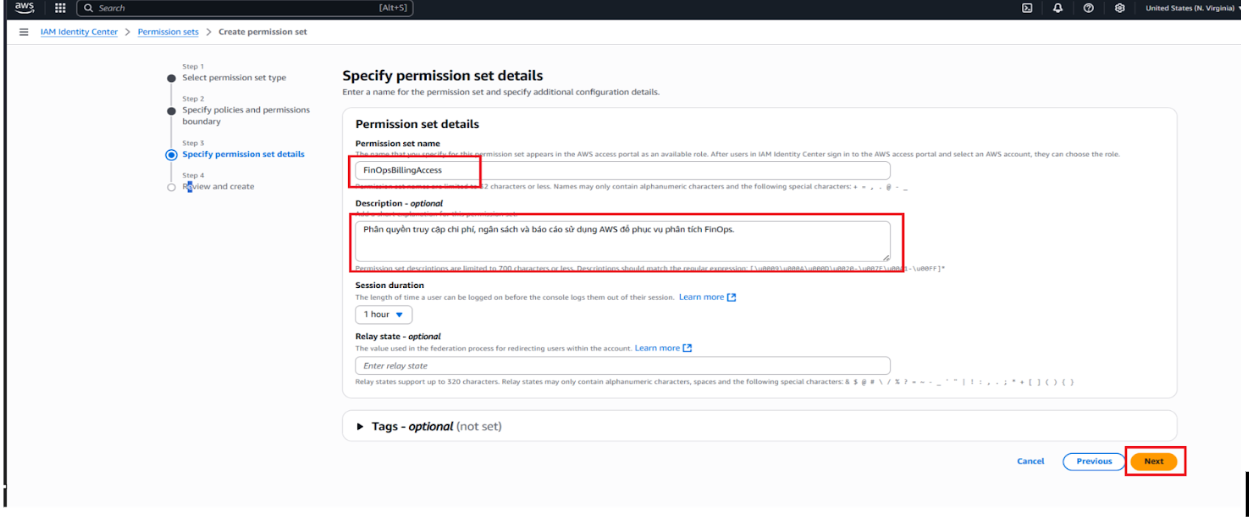 aws
Search
[Alt+S]
United States (N. Virginia)
IAM Identity Center > Permission sets > Create permission set
Step 1
Select permission set type
Step 2
Specify policies and permissions
boundary
Step 3
Specify permission set details
Step 4
Review and create
Specify permission set details
Enter a name for the permission set and specify additional configuration details.
Permission set details
Permission set name
The name that you specify for this permission set appears in the AWS access portal as an available role. After users in IAM Identity Center sign in to the AWS access portal and select an AWS account, they can choose the role.
FinOpsBillingAccess
Permission set names are limited to 32 characters or less. Names may only contain alphanumeric characters and the following special characters: + = , . @ - _
Description - optional
Add a short explanation for this permission set.
Phân quyền truy cập chi phí, ngân sách và báo cáo sử dụng AWS để phục vụ phân tích FinOps.
Permission set descriptions are limited to 700 characters or less. Descriptions should match the regular expressing:
Session duration
The length of time a user can be logged on before the console logs them out of their session. Learn more
1 hour
Relay state - optional
The value used in the federation process for redirecting users within the account. Learn more
Enter relay state
Relay states support up to 320 characters. Relay states may only contain alphanumeric characters, spaces and the following special characters:
Tags - optional (not set)
Cancel
Previous
Next